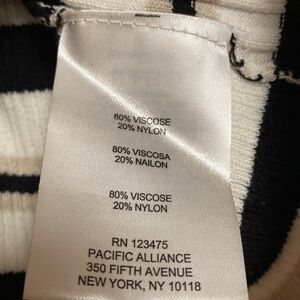 80% VISCOSE
20% NYLON
80% VISCOSA
20% NAILON
80% VISCOSE
20% NYLON
RN 123475
PACIFIC ALLIANCE
350 FIFTH AVENUE
NEW YORK, NY 10118